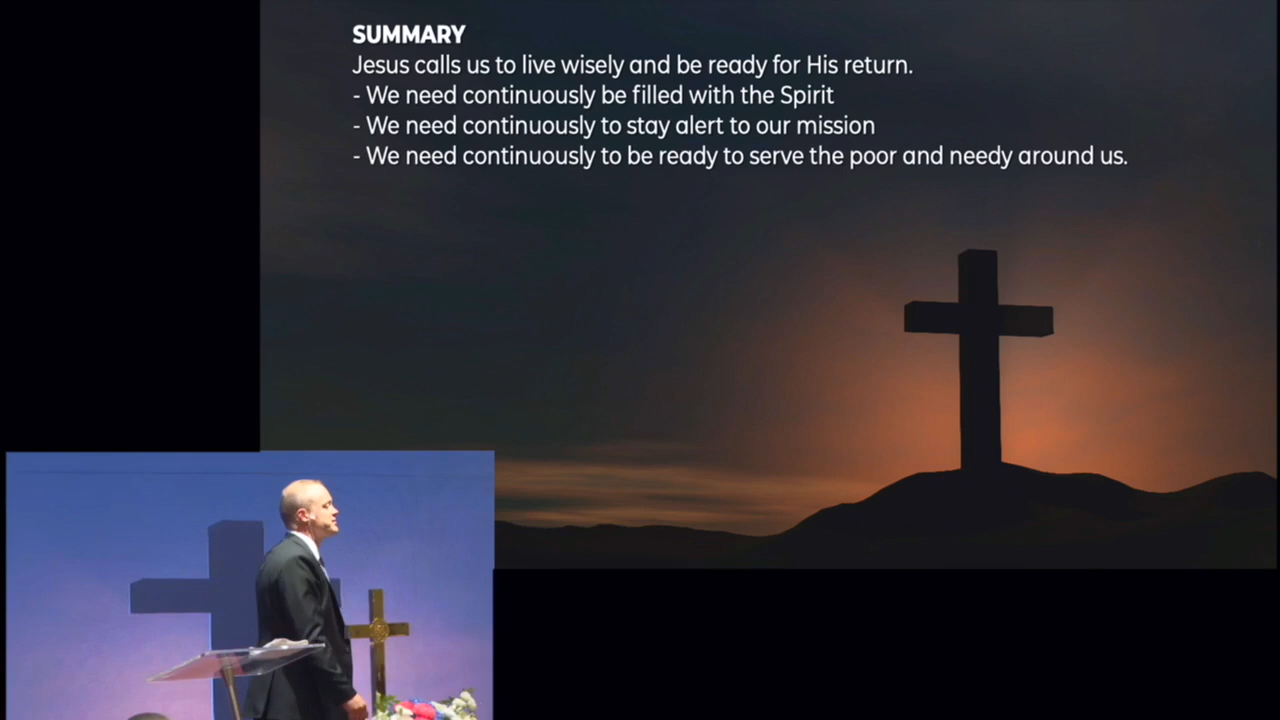 SUMMARY
Jesus calls us to live wisely and be ready for His return.
- We need continuously be filled with the Spirit
- We need continuously to stay alert to our mission
- We need continuously to be ready to serve the poor and needy around us.